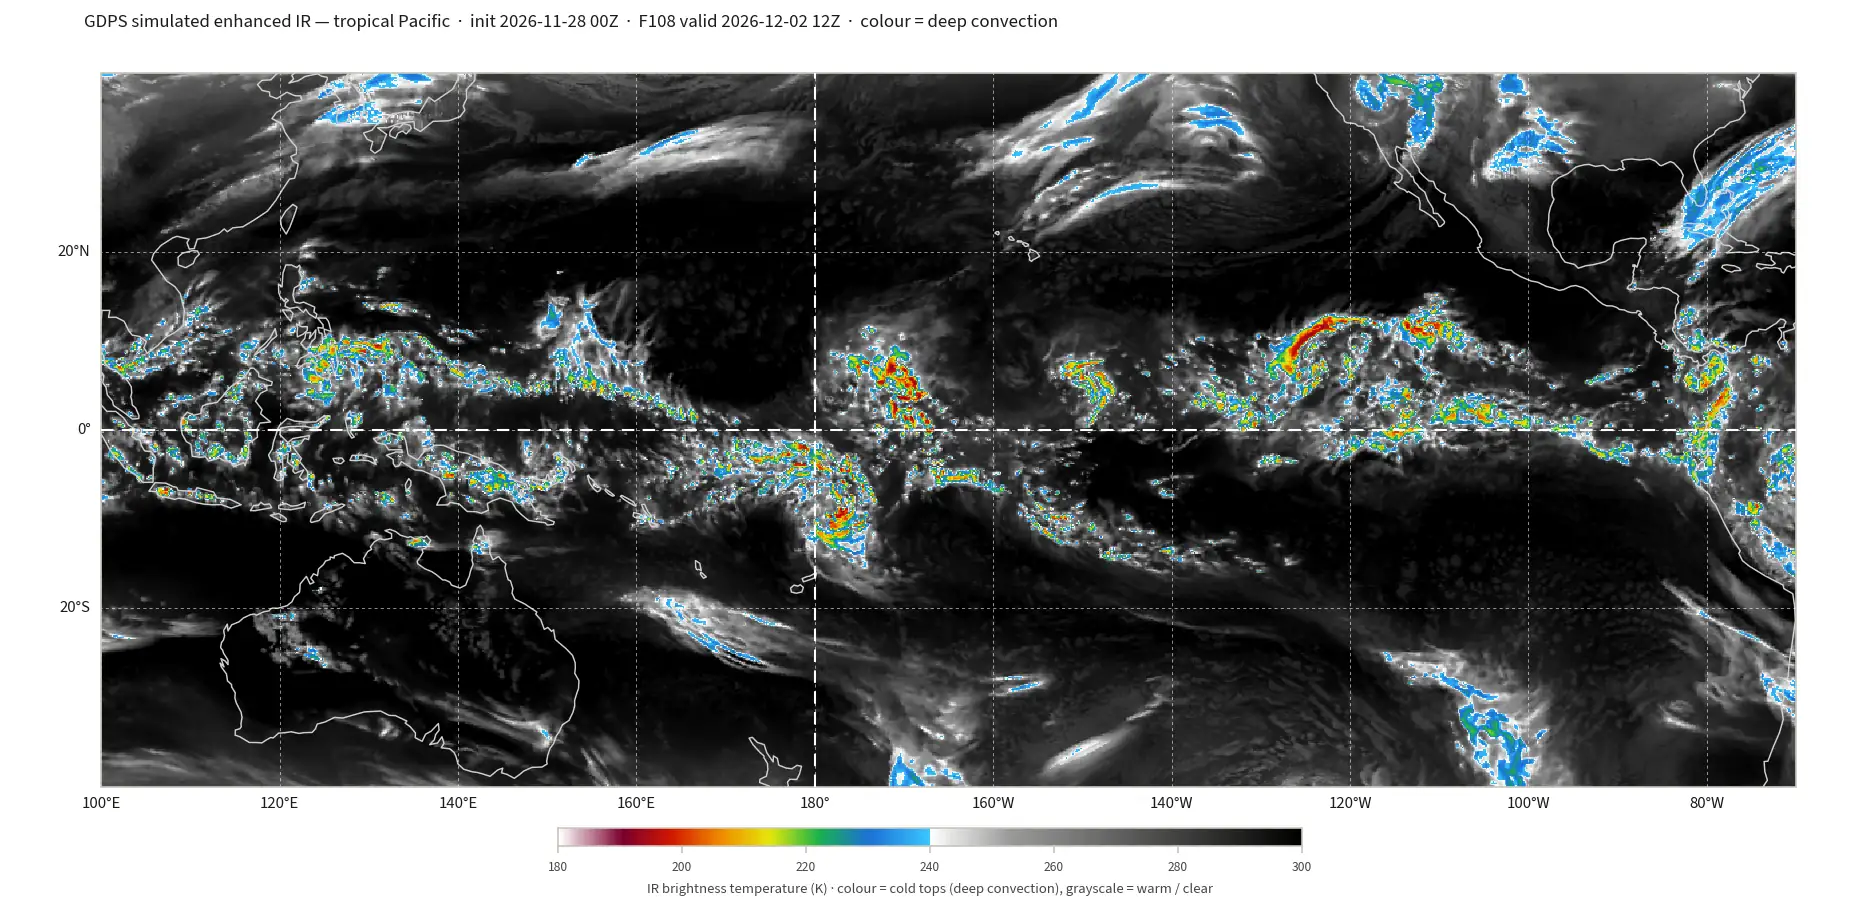 GDPS simulated enhanced IR — tropical Pacific · init 2026-11-28 00Z · F108 valid 2026-12-02 12Z · colour = deep convection
20°N
0°
20°S
100°E 120°E 140°E 160°E 180° 160°W 140°W 120°W 100°W 80°W
180 200 220 240 260 280 300
IR brightness temperature (K) · colour = cold tops (deep convection), grayscale = warm / clear